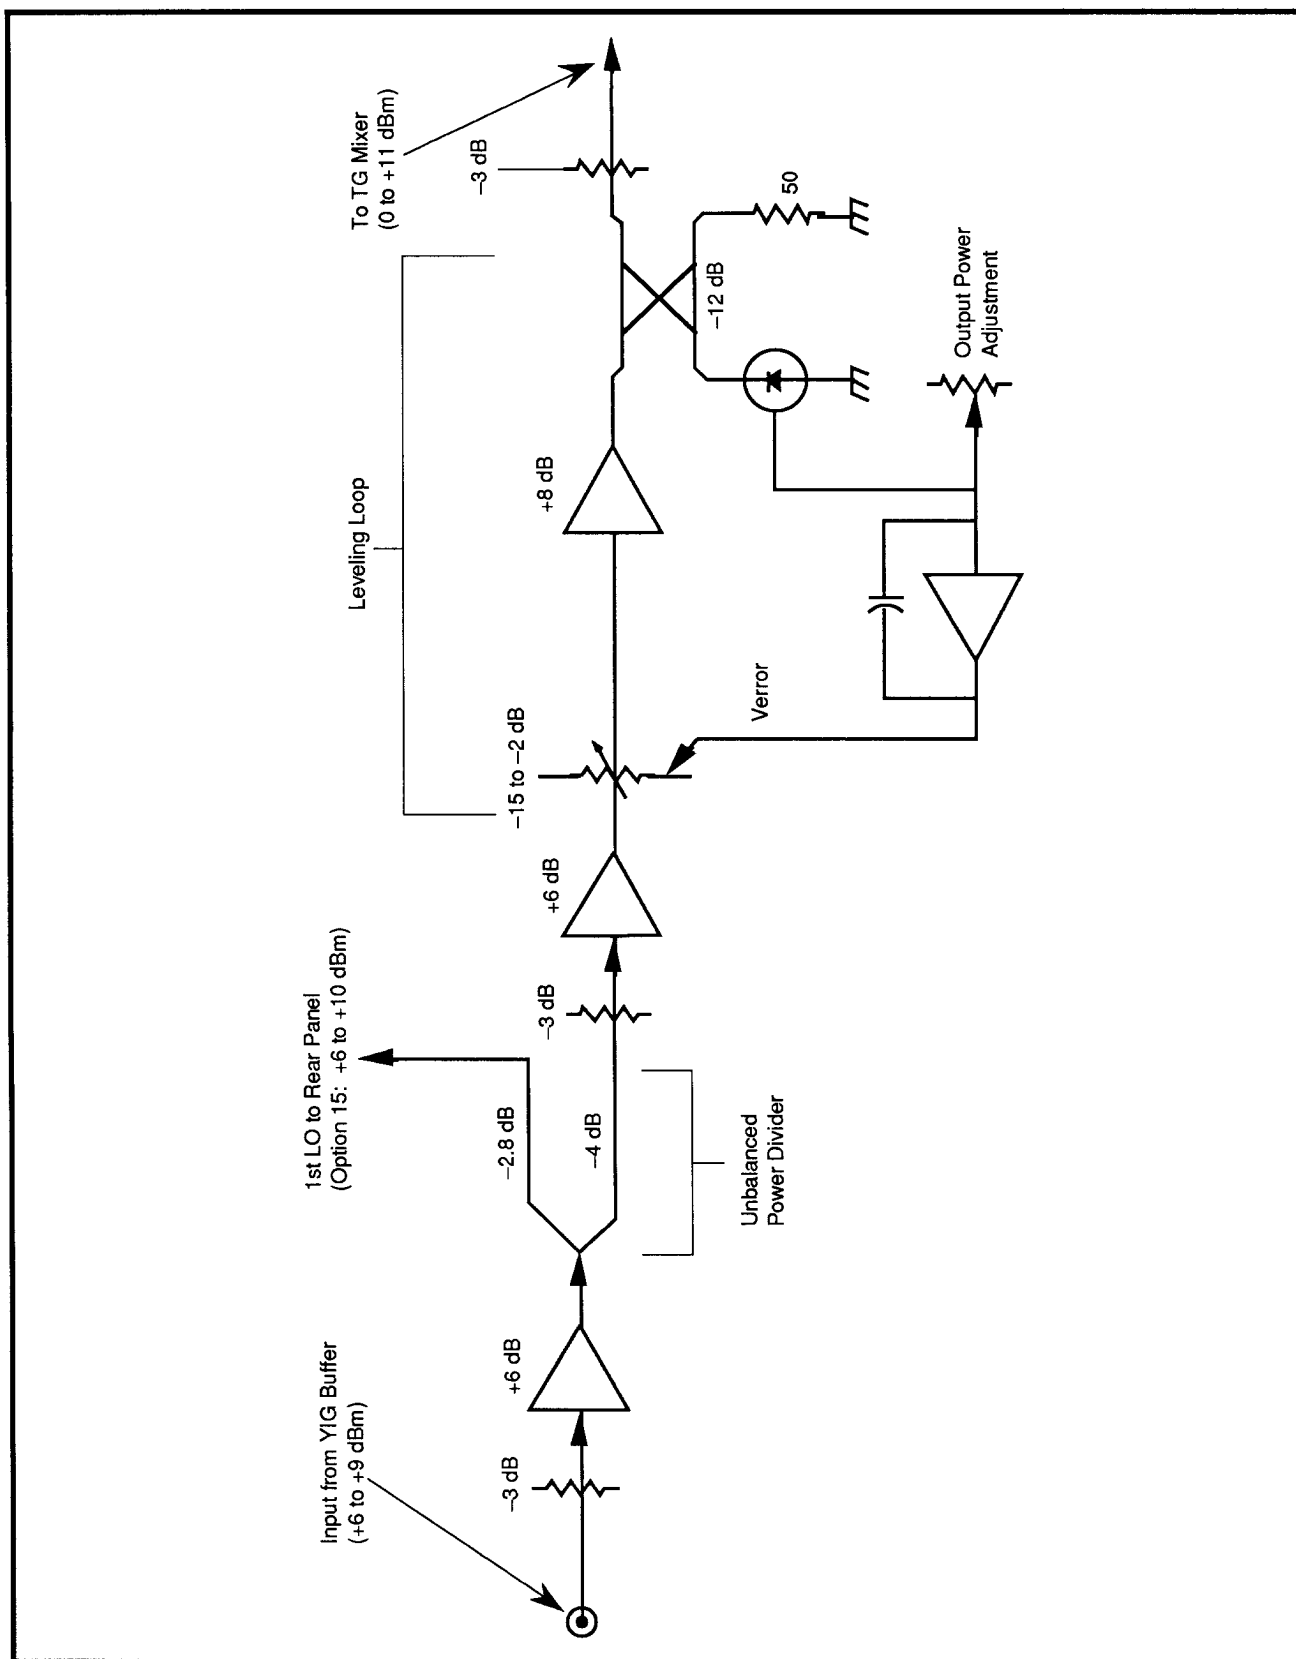 Input from YIG Buffer
(+6 to +9 dBm)
−3 dB
+6 dB
1st LO to Rear Panel
(Option 15: +6 to +10 dBm)
−2.8 dB
−4 dB
Unbalanced
Power Divider
−3 dB
+6 dB
−15 to −2 dB
Leveling Loop
Verror
+8 dB
−12 dB
50
Output Power
Adjustment
−3 dB
To TG Mixer
(0 to +11 dBm)